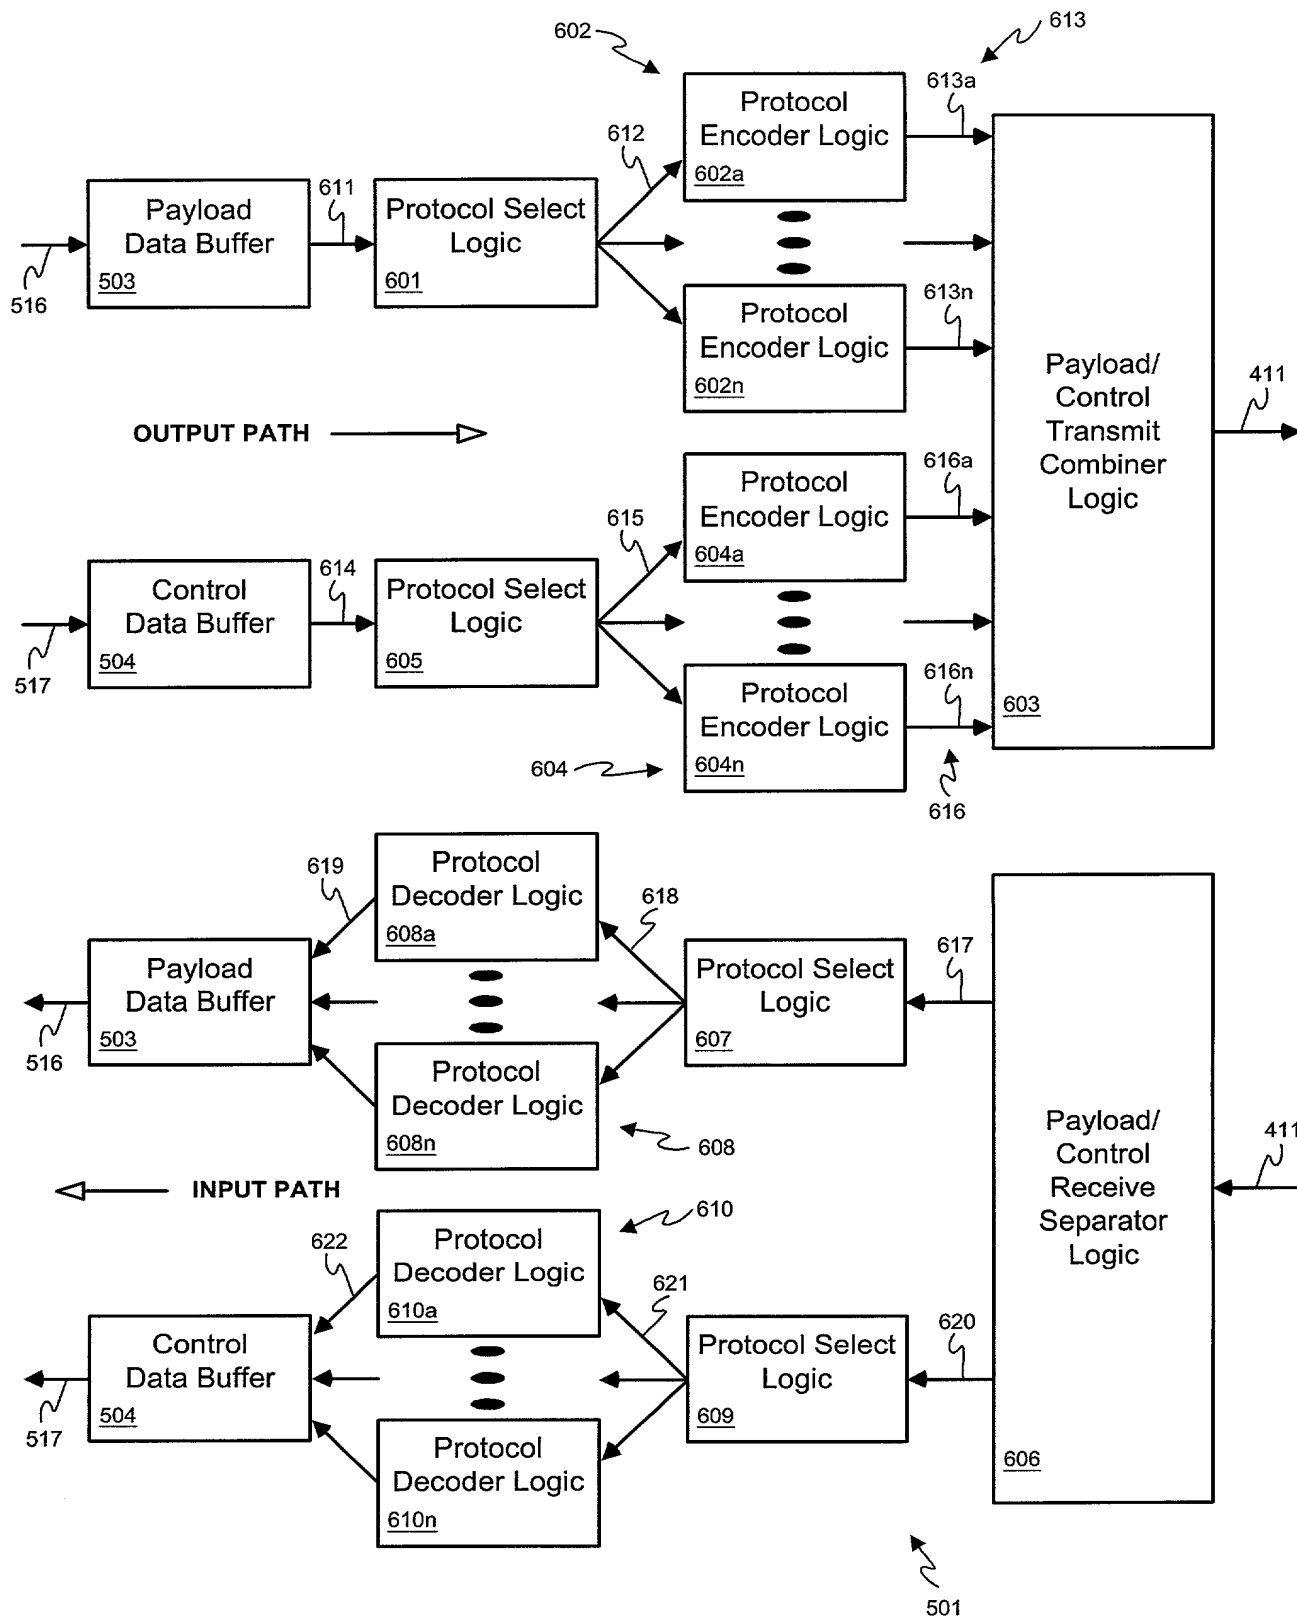 602
613
613a
Protocol
Encoder Logic
602a
612
611
Payload
Data Buffer
503
Protocol Select
Logic
601
516
613n
Protocol
Encoder Logic
602n
Payload/
Control
Transmit
Combiner
Logic
603
411
OUTPUT PATH
616a
Protocol
Encoder Logic
604a
615
614
Control
Data Buffer
504
Protocol Select
Logic
605
517
616n
Protocol
Encoder Logic
604n
604
616
619
Protocol
Decoder Logic
608a
618
617
Payload
Data Buffer
503
Protocol Select
Logic
607
516
Protocol
Decoder Logic
608n
608
Payload/
Control
Receive
Separator
Logic
606
411
INPUT PATH
610
622
Protocol
Decoder Logic
610a
621
620
Control
Data Buffer
504
Protocol Select
Logic
609
517
Protocol
Decoder Logic
610n
501